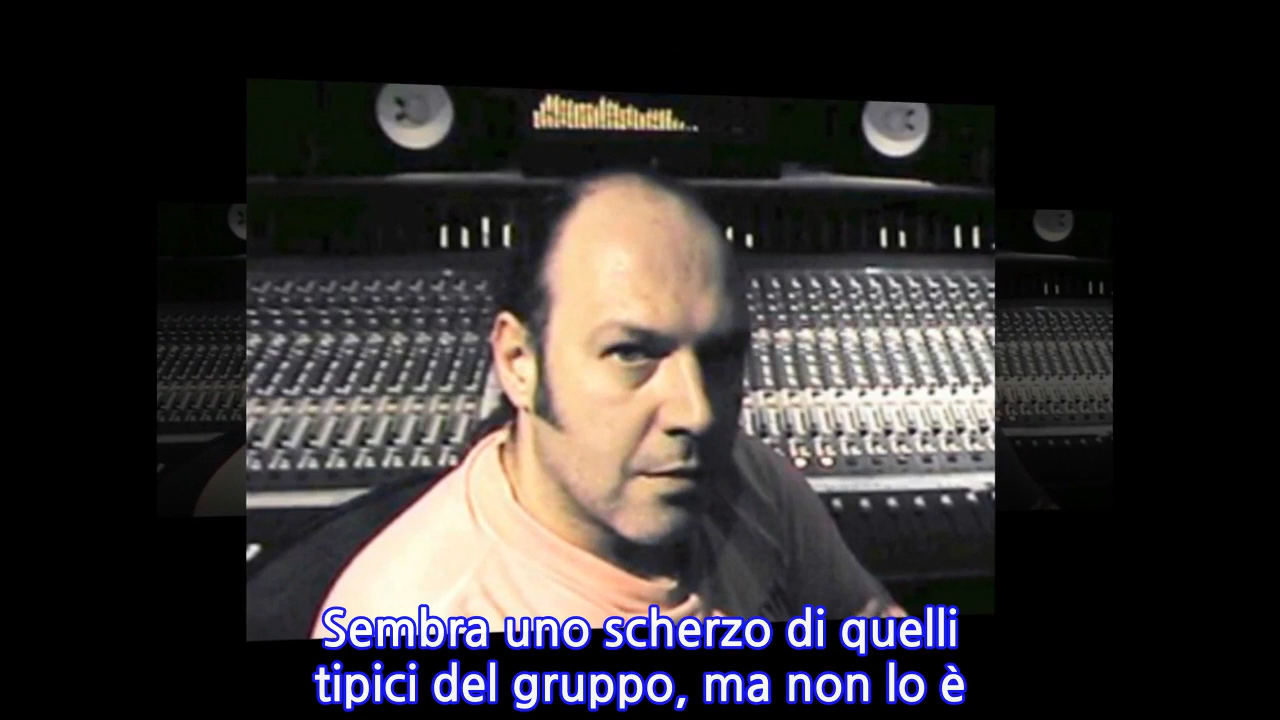 Sembra uno scherzo di quelli
tipici del gruppo, ma non lo è